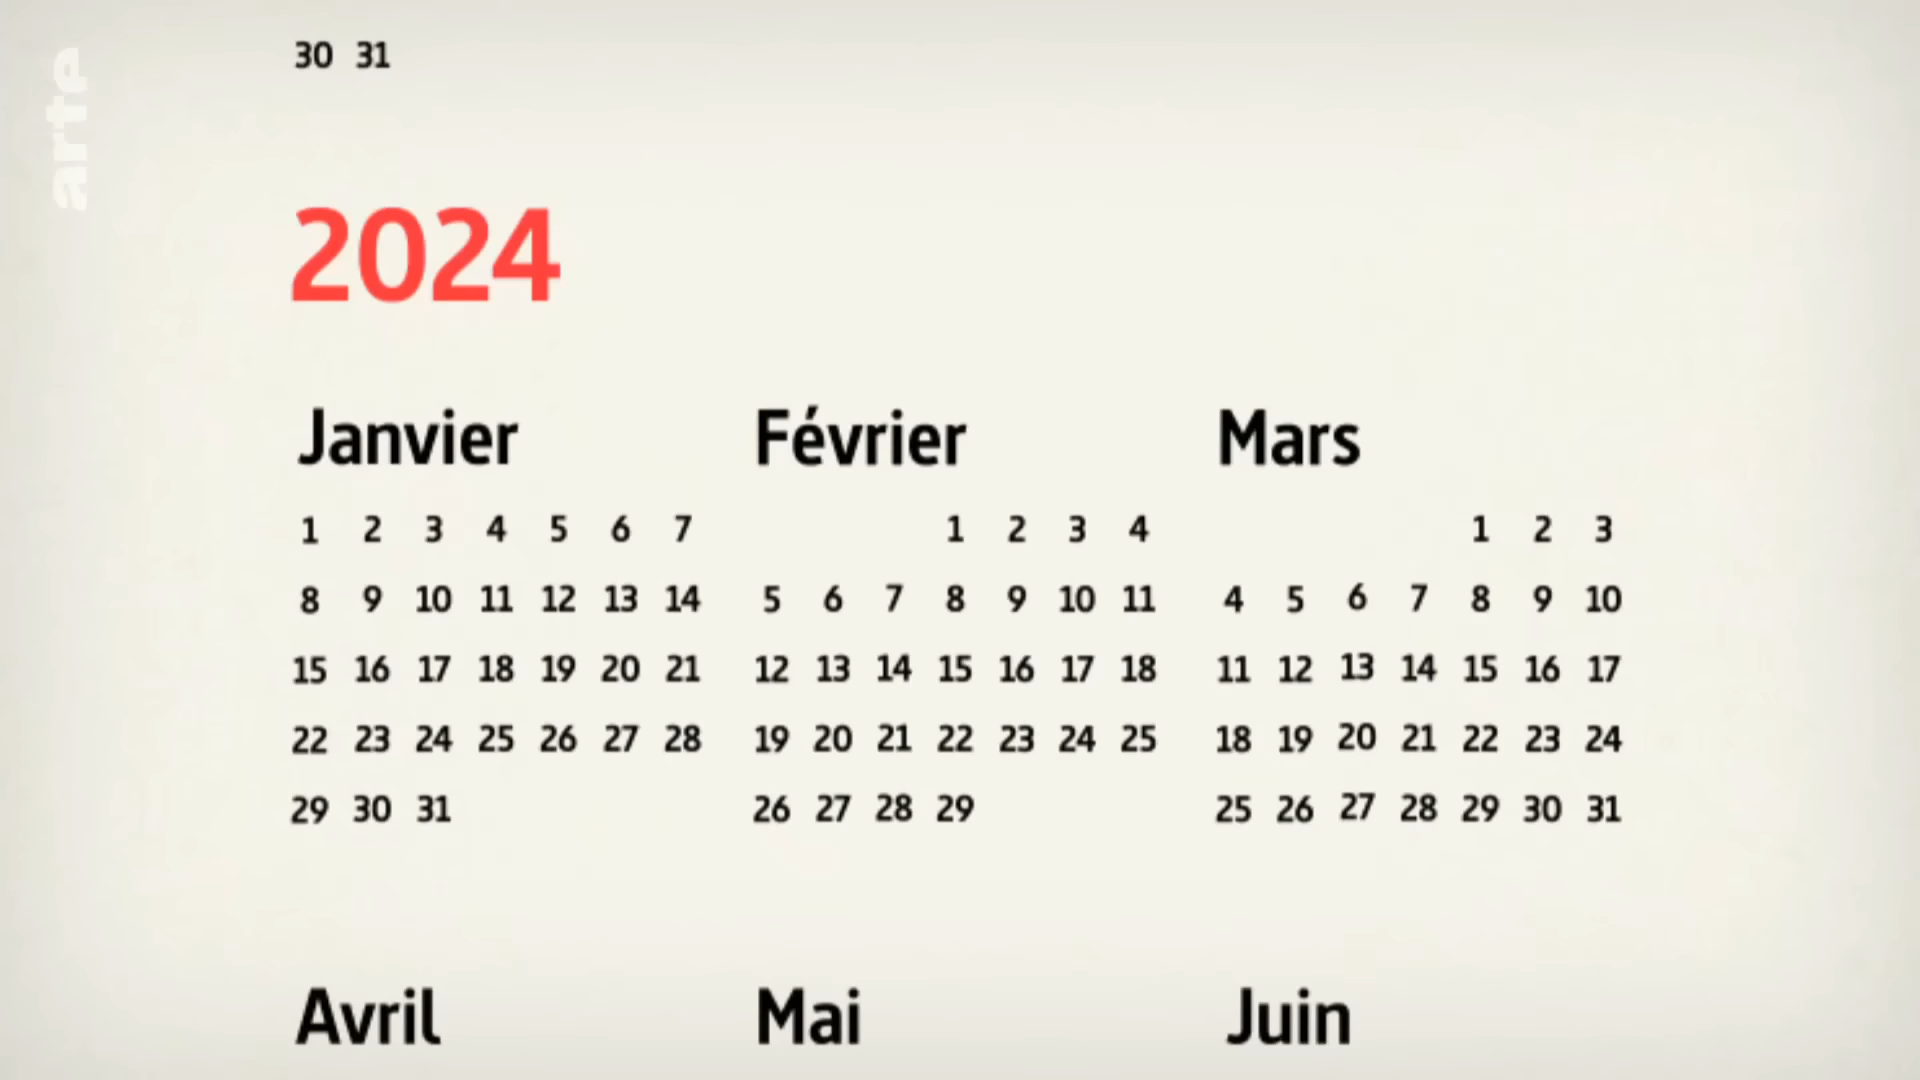 30 31
arte
2024
Janvier Février Mars
1 2 3 4 5 6 7 1 2 3 4 1 2 3
8 9 10 11 12 13 14 5 6 7 8 9 10 11 4 5 6 7 8 9 10
15 16 17 18 19 20 21 12 13 14 15 16 17 18 11 12 13 14 15 16 17
22 23 24 25 26 27 28 19 20 21 22 23 24 25 18 19 20 21 22 23 24
29 30 31 26 27 28 29 25 26 27 28 29 30 31
Avril Mai Juin